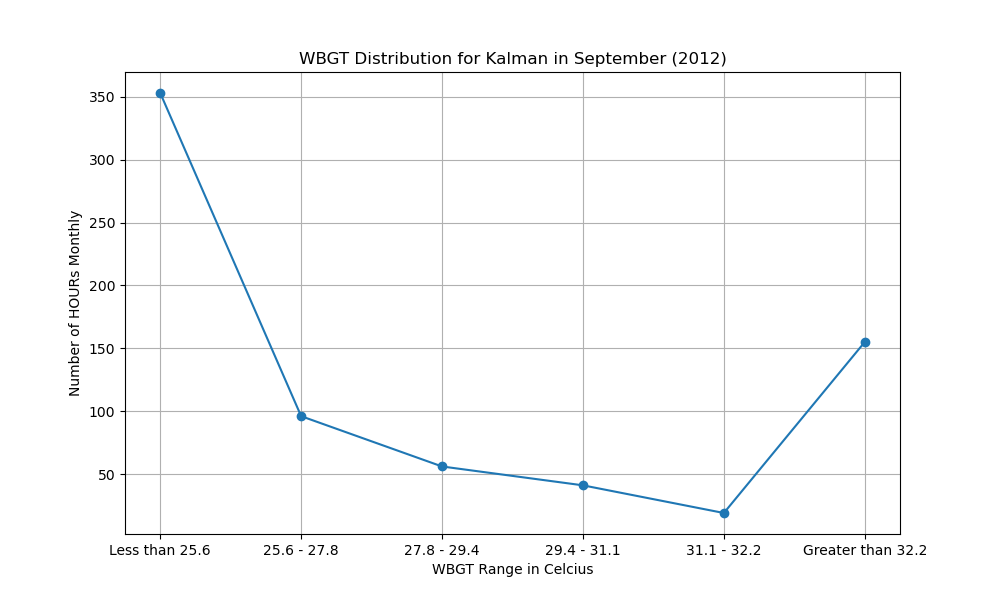 WBGT Distribution for Kalman in September (2012)
Number of HOURs Monthly
350
300
250
200
150
100
50
Less than 25.6
25.6 - 27.8
27.8 - 29.4
29.4 - 31.1
31.1 - 32.2
Greater than 32.2
WBGT Range in Celcius